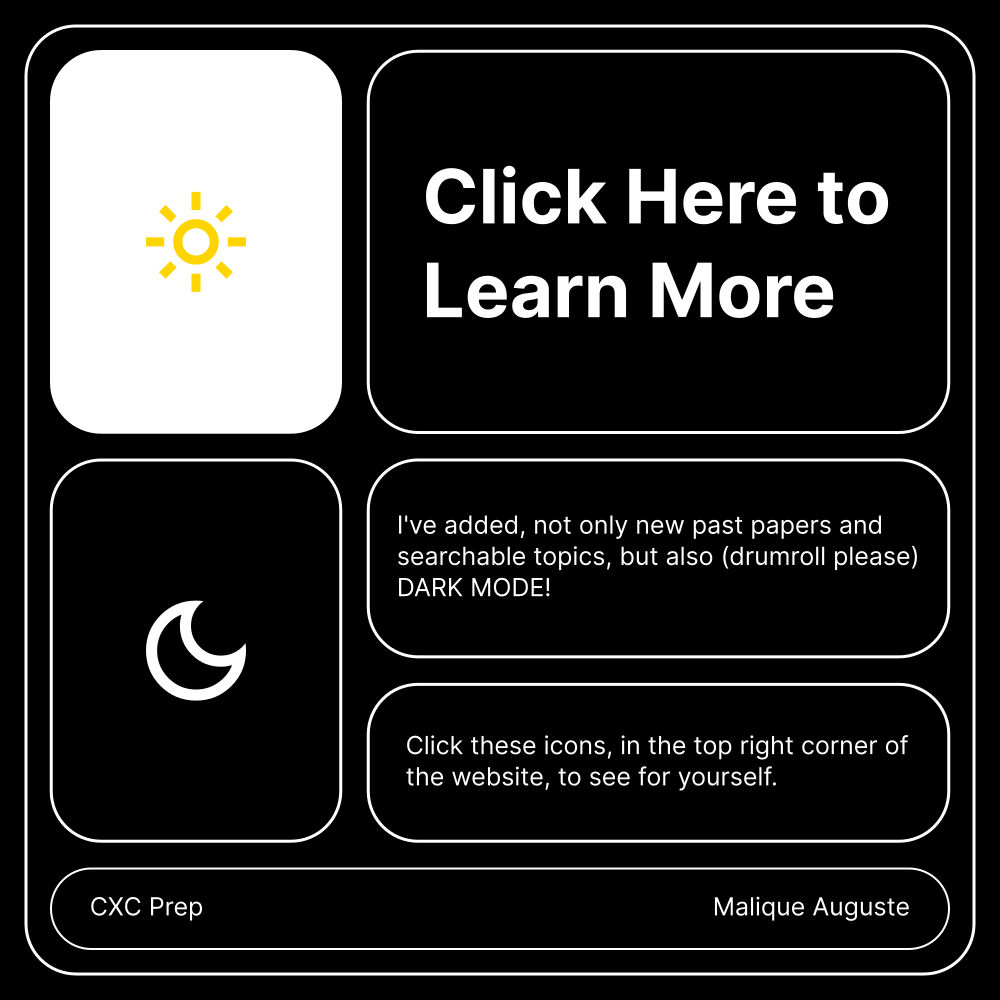 Click Here to
Learn More
I've added, not only new past papers and
searchable topics, but also (drumroll please)
DARK MODE!
Click these icons, in the top right corner of
the website, to see for yourself.
CXC Prep
Malique Auguste